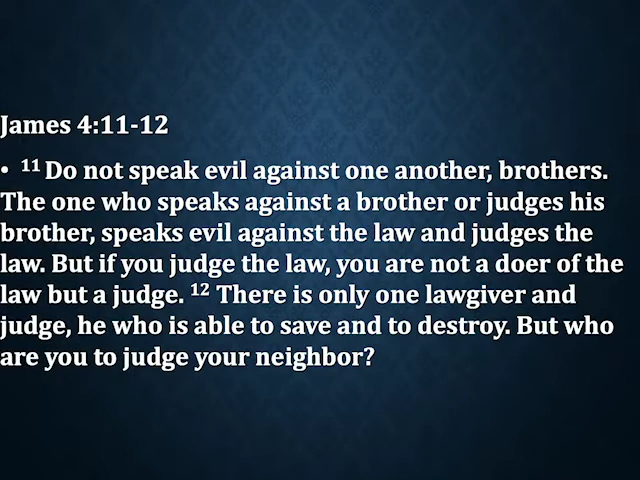 James 4:11-12
• 11 Do not speak evil against one another, brothers.
The one who speaks against a brother or judges his
brother, speaks evil against the law and judges the
law. But if you judge the law, you are not a doer of the
law but a judge. 12 There is only one lawgiver and
judge, he who is able to save and to destroy. But who
are you to judge your neighbor?